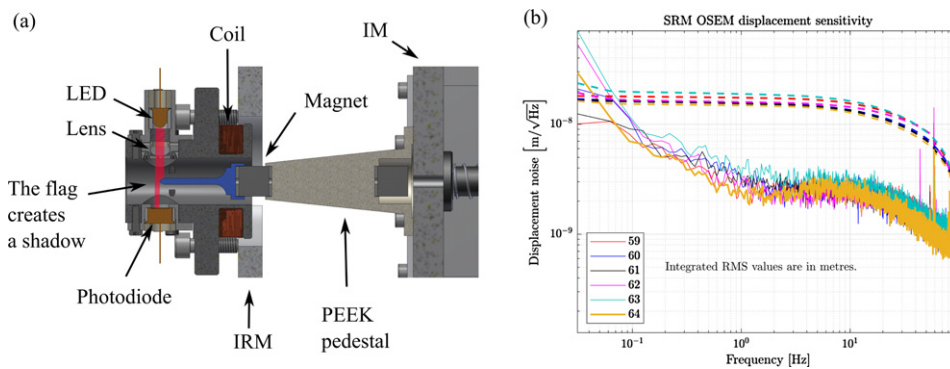 (a)
Coil
IM
LED
Lens
Magnet
The flag
creates
a shadow
Photodiode
IRM
PEEK
pedestal
(b)
SRM OSEM displacement sensitivity
Displacement noise [m/√Hz]
10⁻⁸
10⁻⁹
59
60
61
62
63
64
Integrated RMS values are in metres.
10⁻¹
10⁰
10¹
Frequency [Hz]